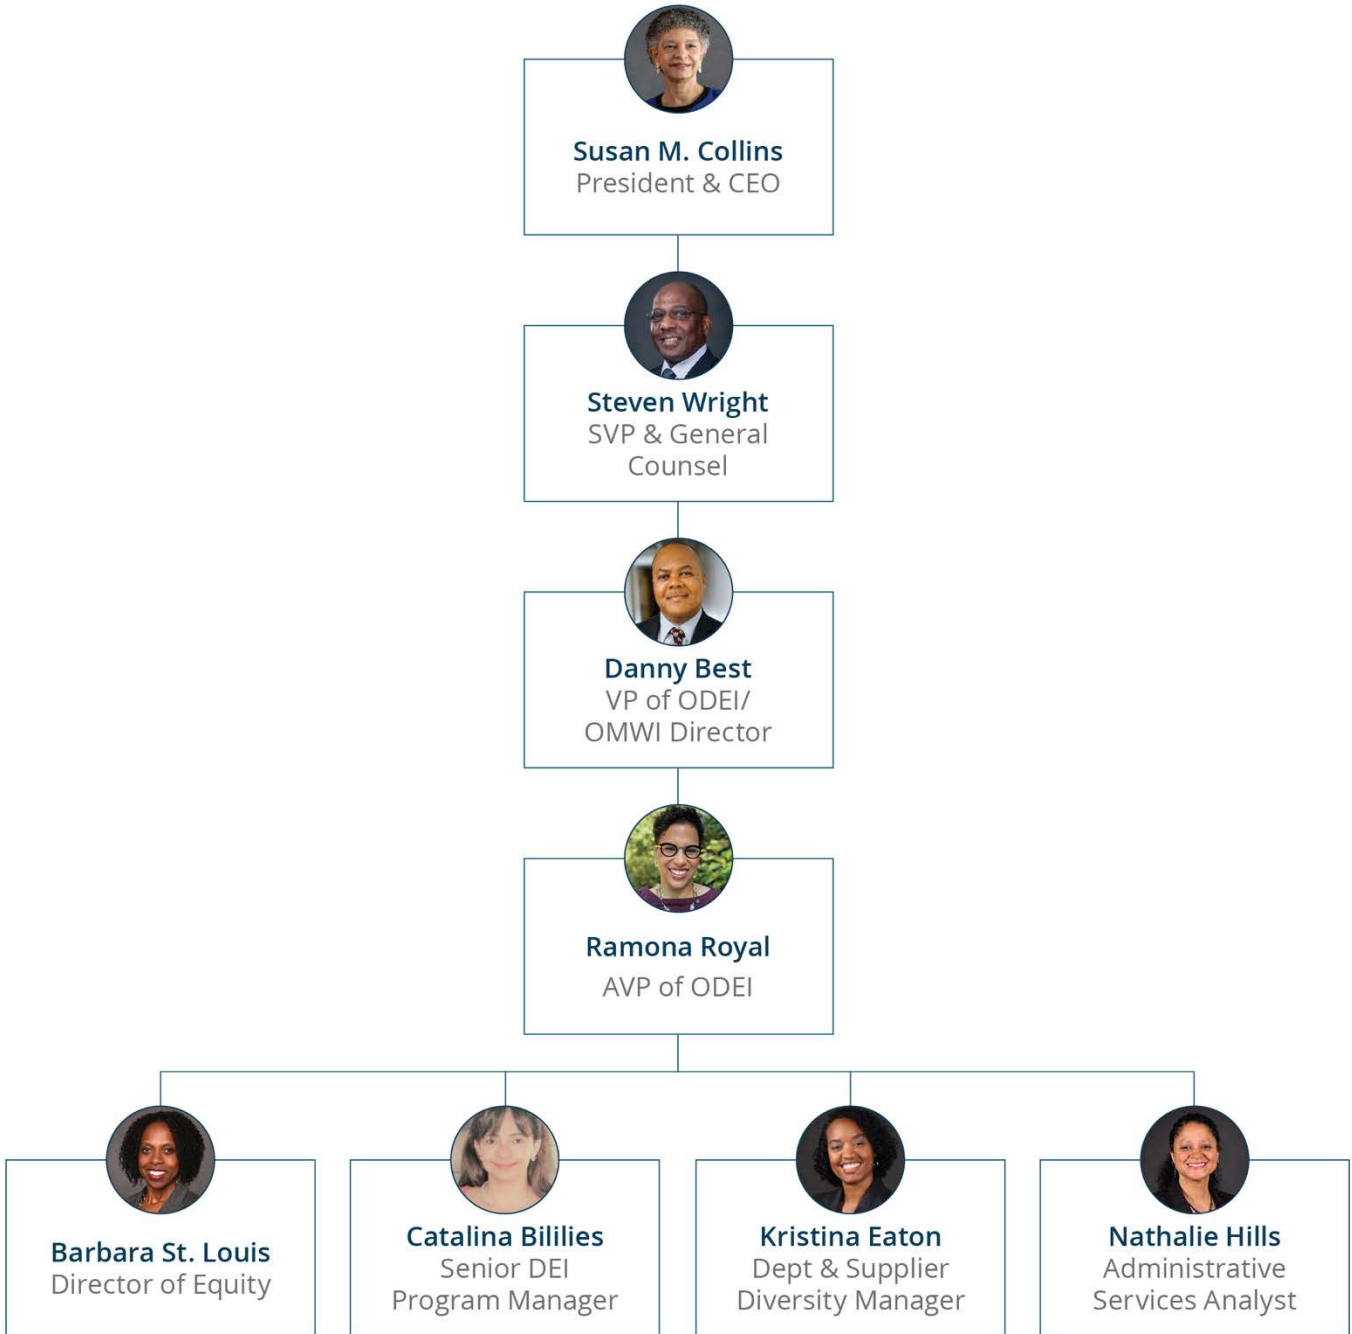 Susan M. Collins
President & CEO
Steven Wright
SVP & General
Counsel
Danny Best
VP of ODEI/
OMWI Director
Ramona Royal
AVP of ODEI
Barbara St. Louis
Director of Equity
Catalina Bililies
Senior DEI
Program Manager
Kristina Eaton
Dept & Supplier
Diversity Manager
Nathalie Hills
Administrative
Services Analyst